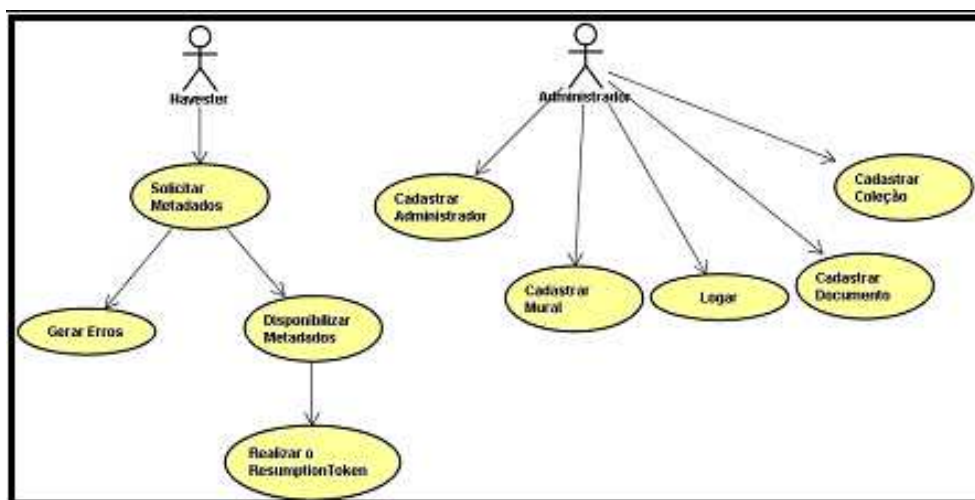 Havester
Administrador
Solicitar
Metadados
Cadastrar
Administrador
Cadastrar
Coleção
Cadastrar
Mural
Logar
Cadastrar
Documento
Gerar Erros
Disponibilizar
Metadados
Realizar o
ResumptionToken